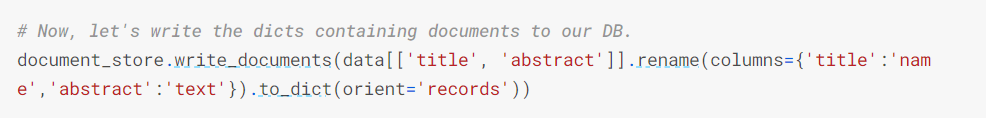 # Now, let's write the dicts containing documents to our DB.
document_store.write_documents(data[['title', 'abstract']].rename(columns={'title':'nam
e','abstract':'text'}).to_dict(orient='records'))